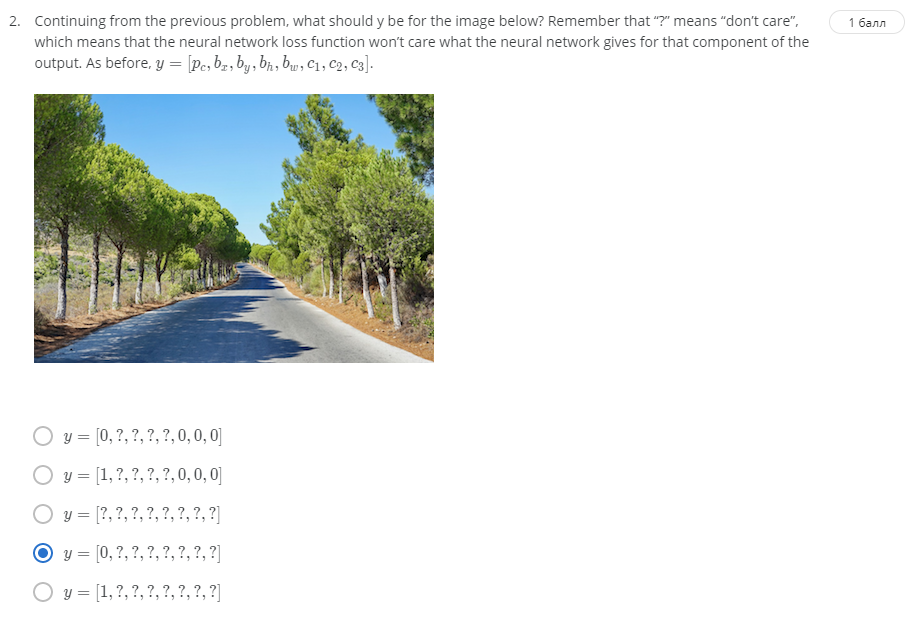 2. Continuing from the previous problem, what should y be for the image below? Remember that “?” means “don’t care”, 1 балл
which means that the neural network loss function won’t care what the neural network gives for that component of the
output. As before, y = [p_c, b_x, b_y, b_h, b_w, c_1, c_2, c_3].
y = [0, ?, ?, ?, ?, 0, 0, 0]
y = [1, ?, ?, ?, ?, 0, 0, 0]
y = [?, ?, ?, ?, ?, ?, ?, ?]
y = [0, ?, ?, ?, ?, ?, ?, ?]
y = [1, ?, ?, ?, ?, ?, ?, ?]